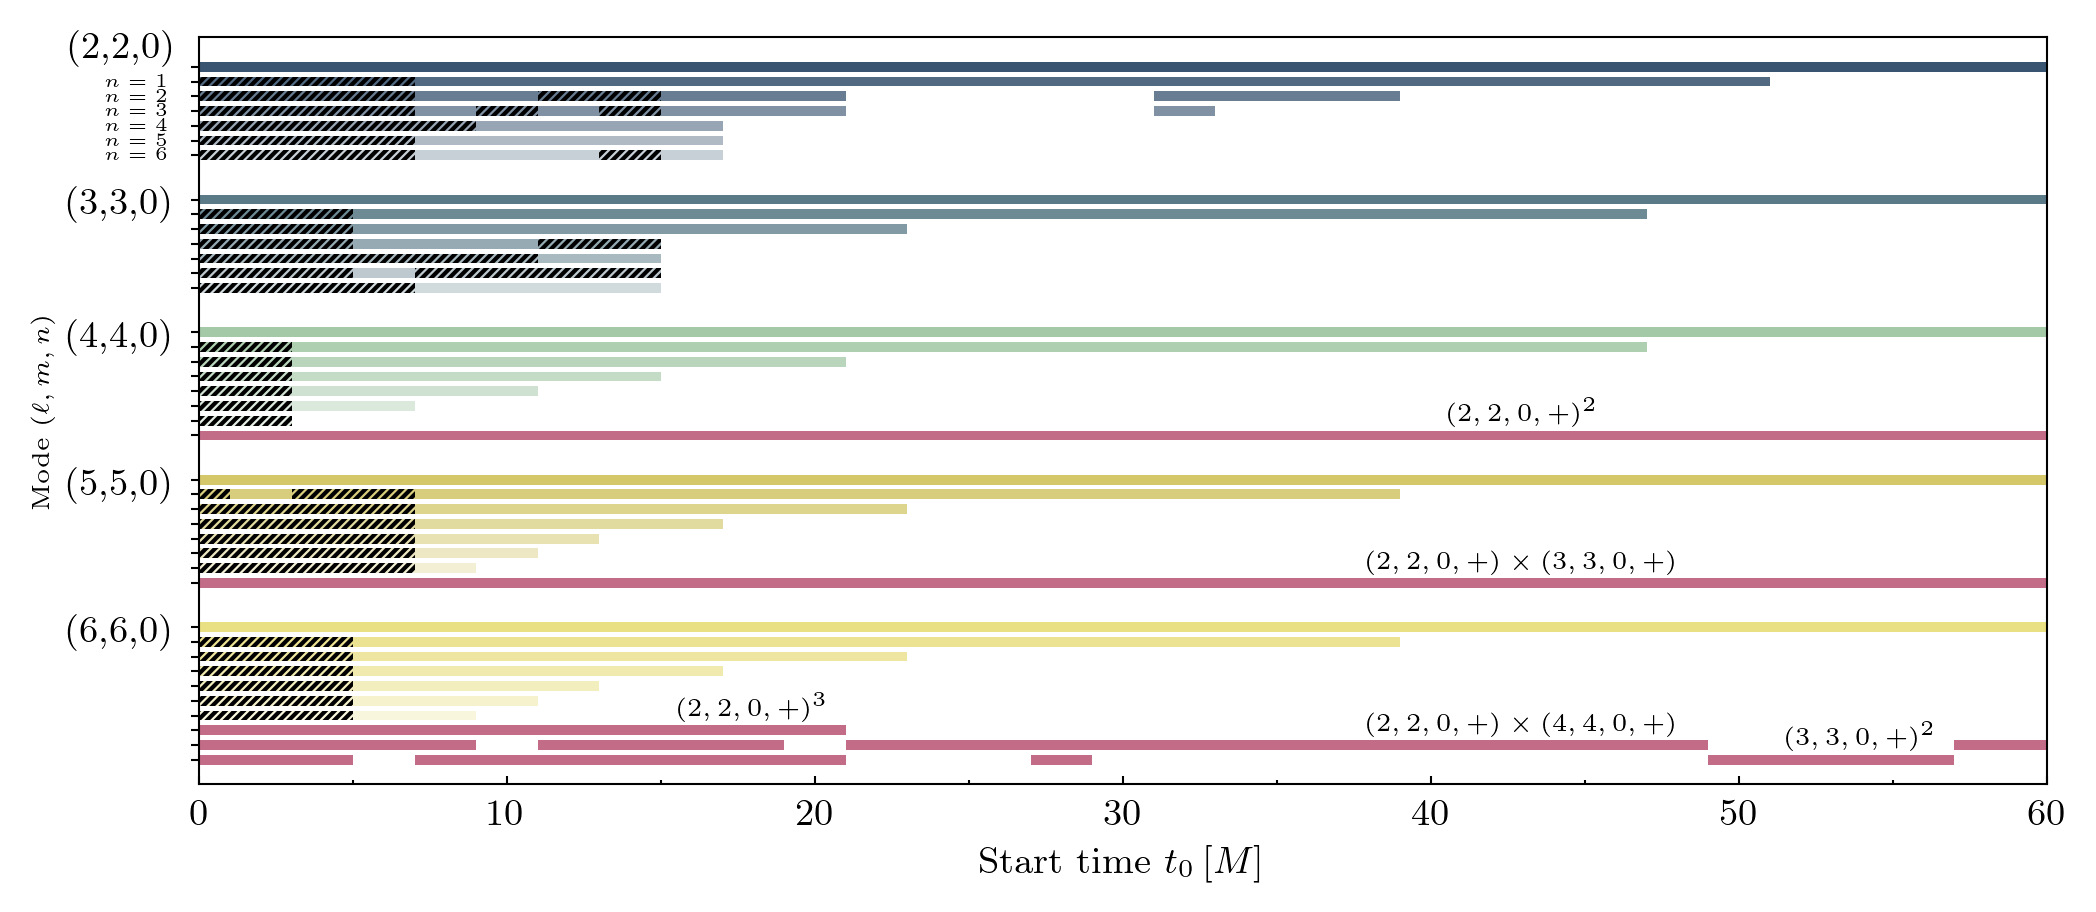 (2,2,0)
n = 1
n = 2
n = 3
n = 4
n = 5
n = 6
(3,3,0)
(4,4,0)
(2, 2, 0, +)²
Mode (ℓ, m, n)
(5,5,0)
(2, 2, 0, +) × (3, 3, 0, +)
(6,6,0)
(2, 2, 0, +)³
(2, 2, 0, +) × (4, 4, 0, +)
(3, 3, 0, +)²
0 10 20 30 40 50 60
Start time t₀ [M]